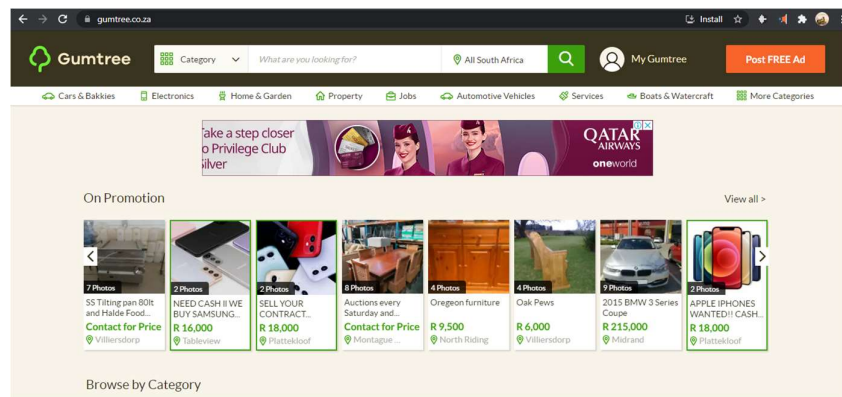 gumtree.co.za
Install
Gumtree
Category
What are you looking for?
All South Africa
My Gumtree
Post FREE Ad
Cars & Bakkies
Electronics
Home & Garden
Property
Jobs
Automotive Vehicles
Services
Boats & Watercraft
More Categories
ake a step closer
o Privilege Club
ilver
QATAR
AIRWAYS
oneworld
On Promotion
View all >
7 Photos
SS Tilting pan 80lt
and Halde Food...
Contact for Price
Villiersdorp
2 Photos
NEED CASH II WE
BUY SAMSUNG...
R 16,000
Tableview
2 Photos
SELL YOUR
CONTRACT...
R 18,000
Plattekloof
8 Photos
Auctions every
Saturday and...
Contact for Price
Montague ...
4 Photos
Oregeon furniture
R 9,500
North Riding
4 Photos
Oak Pews
R 6,000
Villiersdorp
9 Photos
2015 BMW 3 Series
Coupe
R 215,000
Midrand
2 Photos
APPLE IPHONES
WANTED!! CASH...
R 18,000
Plattekloof
Browse by Category